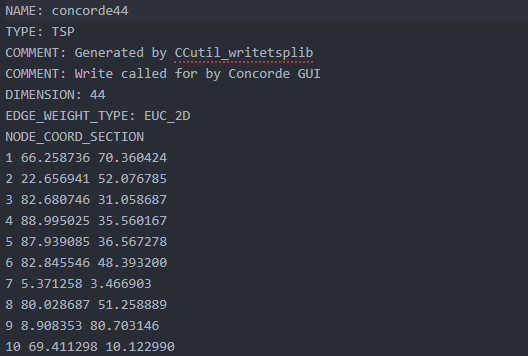 NAME: concorde44
TYPE: TSP
COMMENT: Generated by CCutil_writetsplib
COMMENT: Write called for by Concorde GUI
DIMENSION: 44
EDGE_WEIGHT_TYPE: EUC_2D
NODE_COORD_SECTION
1 66.258736 70.360424
2 22.656941 52.076785
3 82.680746 31.058687
4 88.995025 35.560167
5 87.939085 36.567278
6 82.845546 48.393200
7 5.371258 3.466903
8 80.028687 51.258889
9 8.908353 80.703146
10 69.411298 10.122990